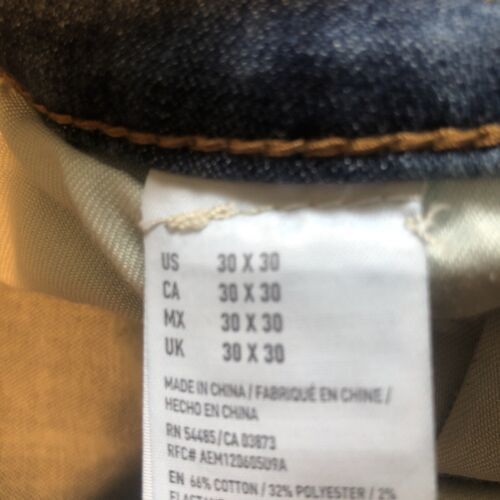 US 30 X 30
CA 30 X 30
MX 30 X 30
UK 30 X 30
MADE IN CHINA / FABRIQUÉ EN CHINE /
HECHO EN CHINA
RN 54485/CA 03873
RFC# AEM120605U9A
EN 66% COTTON / 32% POLYESTER / 2%